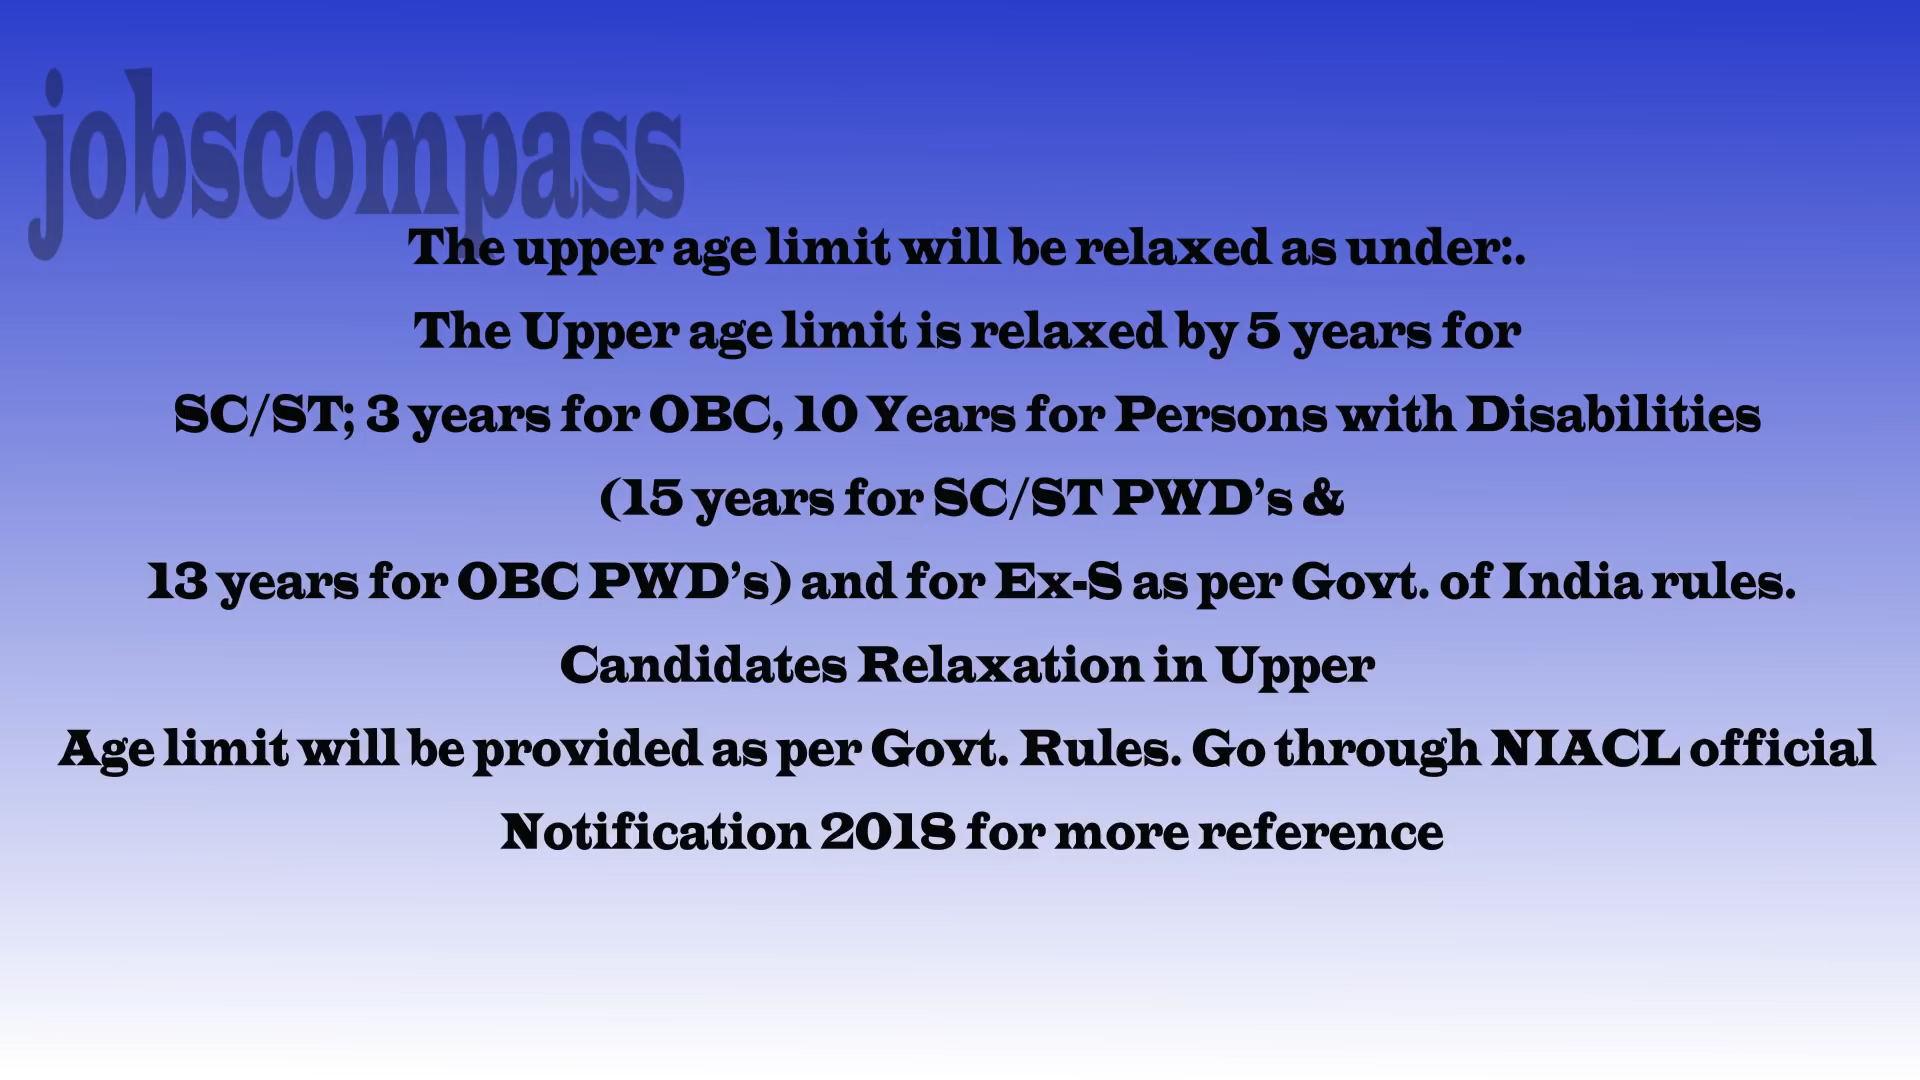 jobscompass
The upper age limit will be relaxed as under:.
The Upper age limit is relaxed by 5 years for
SC/ST; 3 years for OBC, 10 Years for Persons with Disabilities
(15 years for SC/ST PWD’s &
13 years for OBC PWD’s) and for Ex-S as per Govt. of India rules.
Candidates Relaxation in Upper
Age limit will be provided as per Govt. Rules. Go through NIACL official
Notification 2018 for more reference